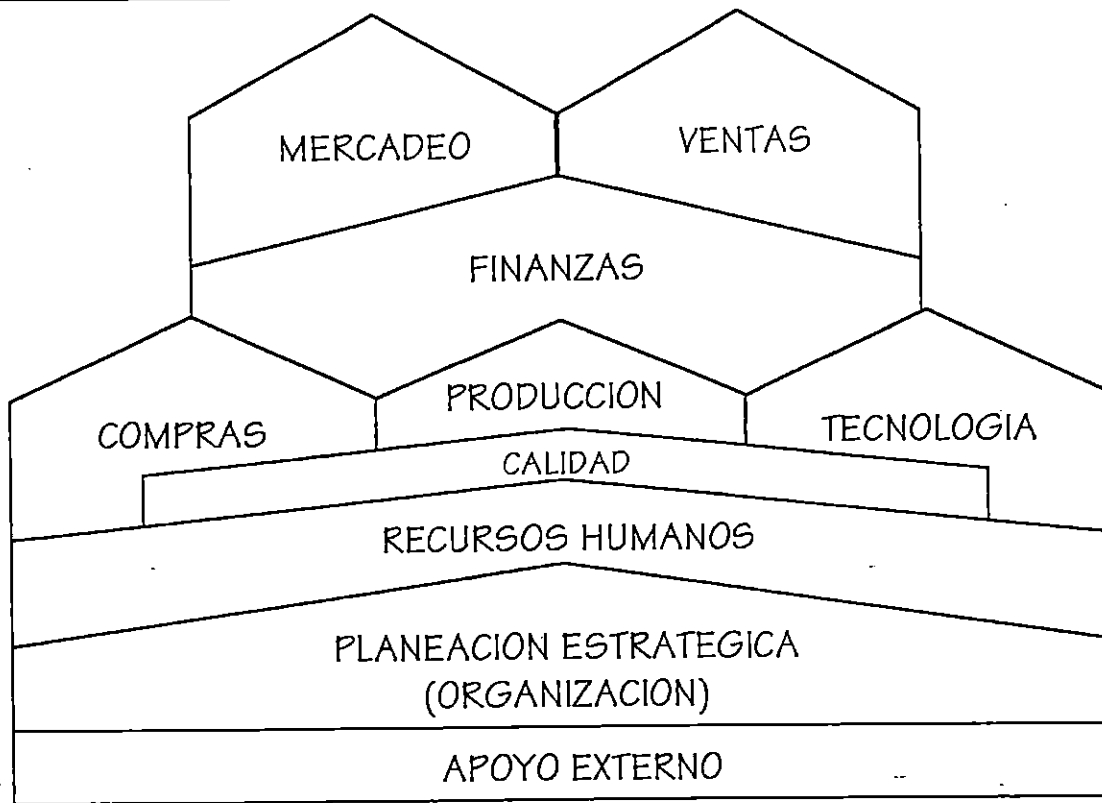 MERCADEO
VENTAS
FINANZAS
COMPRAS
PRODUCCION
TECNOLOGIA
CALIDAD
RECURSOS HUMANOS
PLANEACION ESTRATEGICA
(ORGANIZACION)
APOYO EXTERNO